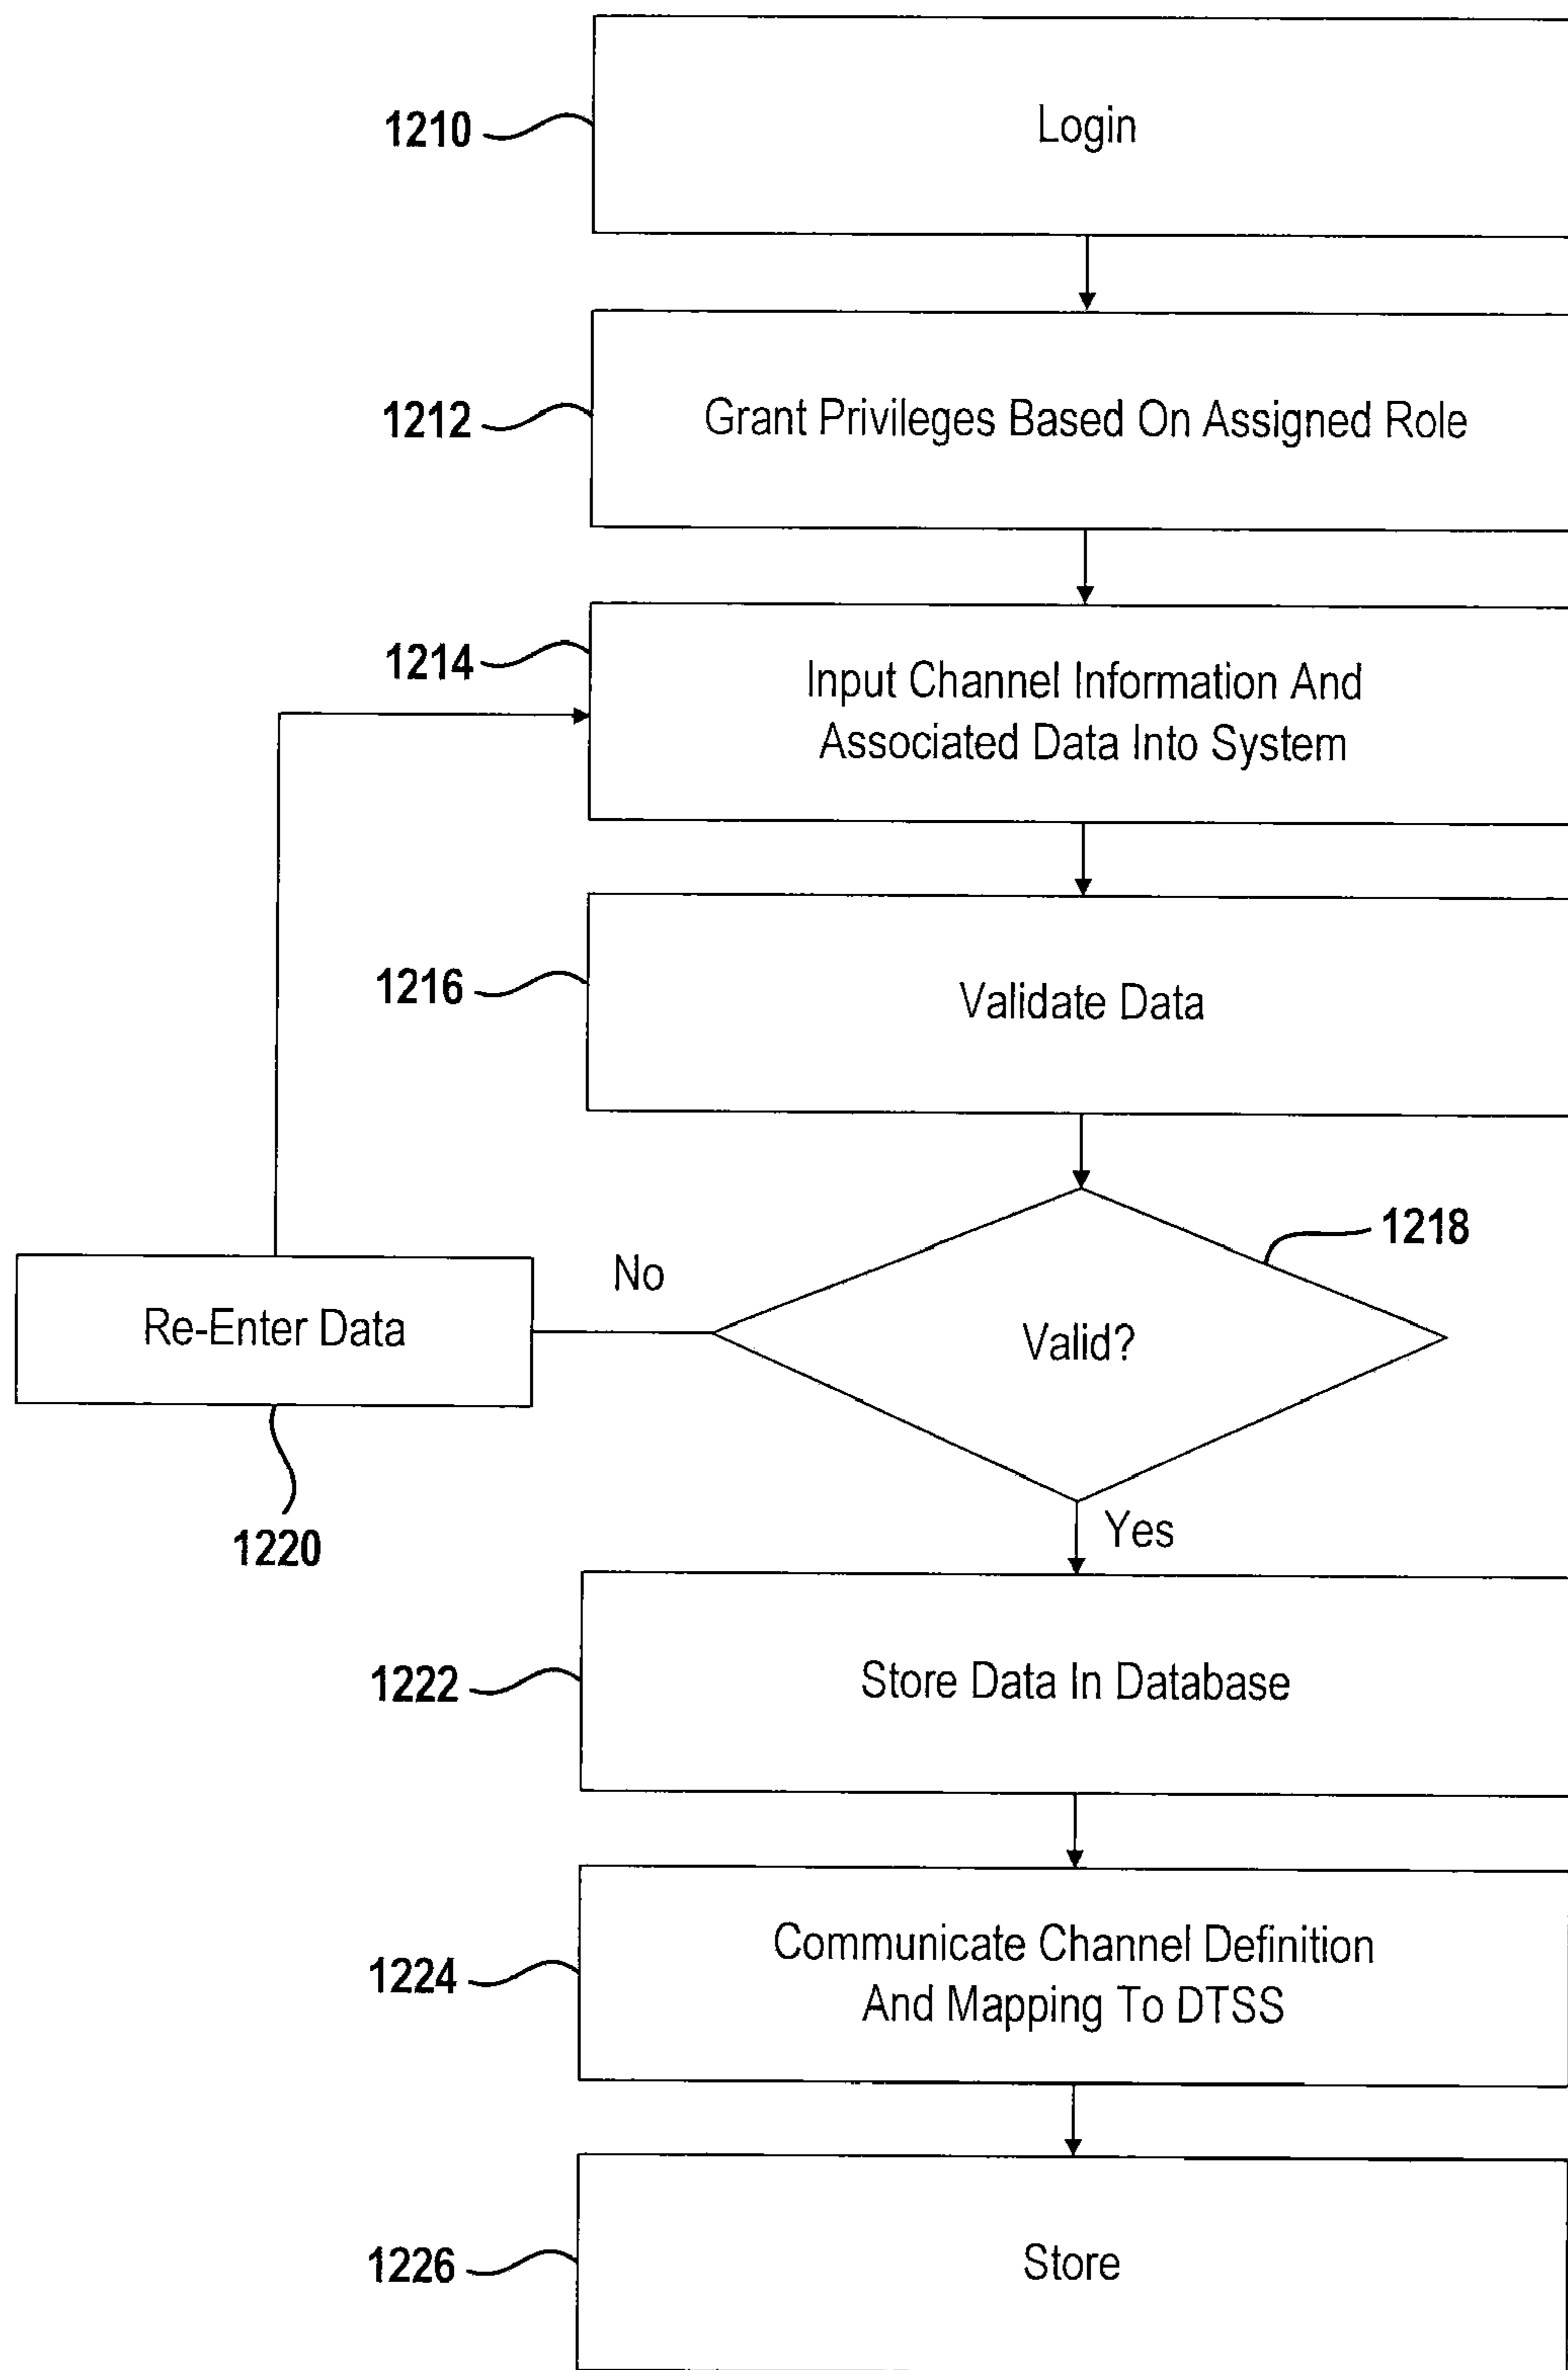 1210
Login
1212
Grant Privileges Based On Assigned Role
1214
Input Channel Information And
Associated Data Into System
1216
Validate Data
1218
No
Re-Enter Data
Valid?
Yes
1220
1222
Store Data In Database
1224
Communicate Channel Definition
And Mapping To DTSS
1226
Store